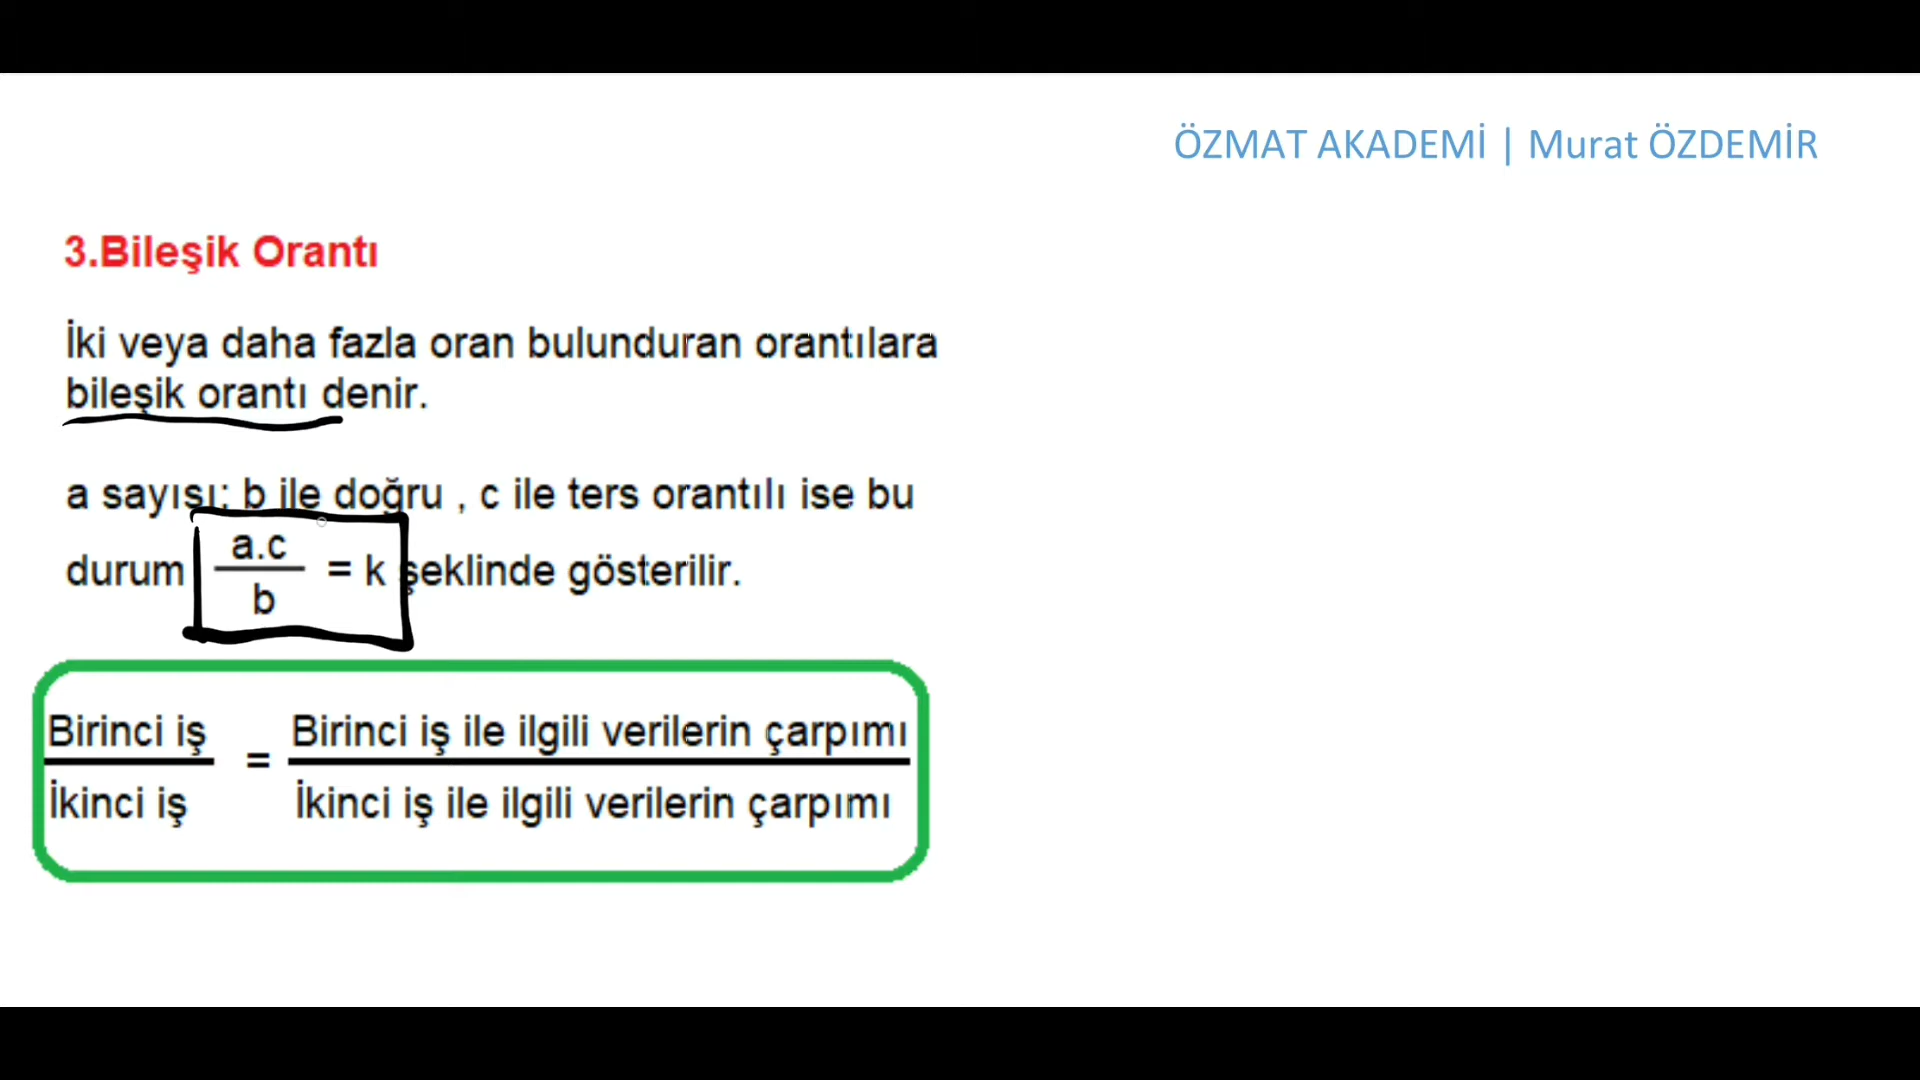 ÖZMAT AKADEMİ | Murat ÖZDEMİR
3.Bileşik Orantı
İki veya daha fazla oran bulunduran orantılara
bileşik orantı denir.
a sayısı; b ile doğru , c ile ters orantılı ise bu
durum a.c / b = k şeklinde gösterilir.
Birinci iş / İkinci iş = Birinci iş ile ilgili verilerin çarpımı / İkinci iş ile ilgili verilerin çarpımı